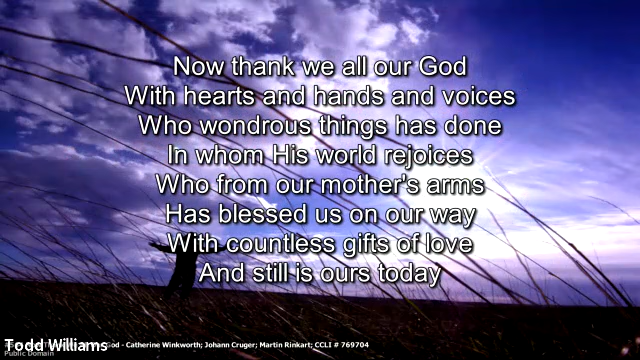 Now thank we all our God
With hearts and hands and voices
Who wondrous things has done
In whom His world rejoices
Who from our mother's arms
Has blessed us on our way
With countless gifts of love
And still is ours today
God - Catherine Winkworth; Johann Cruger; Martin Rinkart; CCLI # 769704
Todd Williams
Public Domain